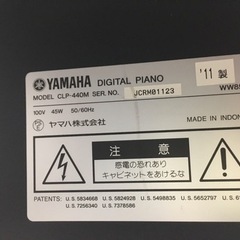 YAMAHA DIGITAL PIANO
'11 製
MODEL CLP-440M SERIAL NO. JCRM01123
100V 45W 50/60Hz
ヤマハ株式会社
MADE IN INDON
注 意
感電の恐れあり
キャビネットをあけるな
PATENTS: U.S. 5834668 U.S. 5824928 U.S. 5498835 U.S. 5652797
U.S. 7256340 U.S. 7378586